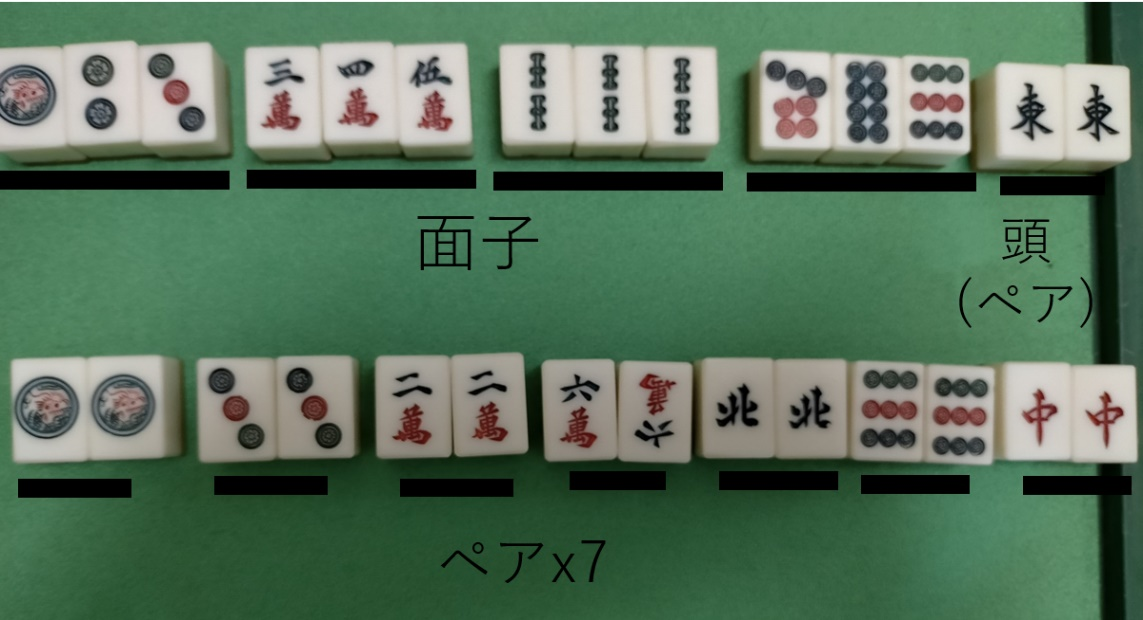 三 四 伍 東 東
萬 萬 萬
面子 頭
(ペア)
二 二 六 萬 北 北 中 中
萬 萬 萬 六
ペアx7